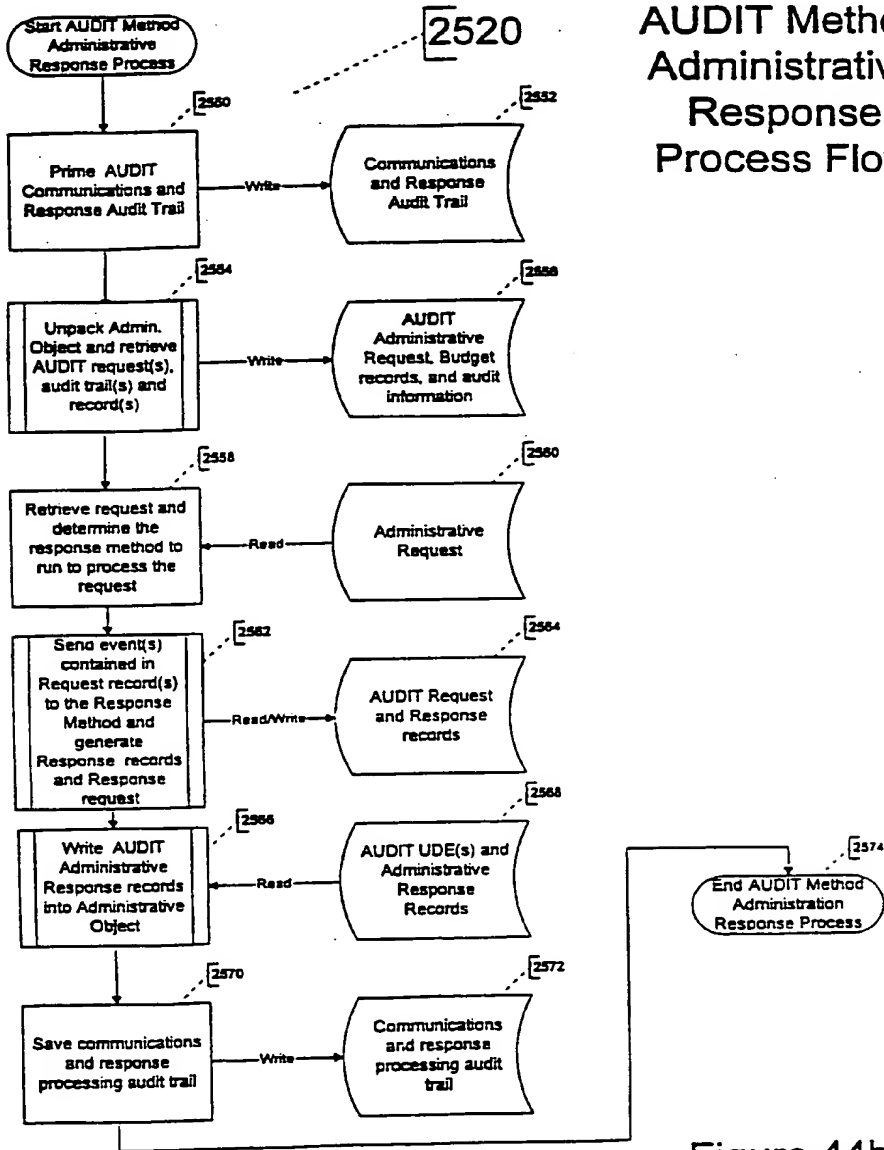 Start AUDIT Method
Administrative
Response Process
2520
AUDIT Metho
Administrativ
Response
Process Flo
2550
Prime AUDIT
Communications and
Response Audit Trail
Write
2552
Communications
and Response
Audit Trail
2554
Unpack Admin.
Object and retrieve
AUDIT request(s),
audit trail(s) and
record(s)
Write
2556
AUDIT
Administrative
Request, Budget
records, and audit
information
2558
Retrieve request and
determine the
response method to
run to process the
request
Read
2560
Administrative
Request
2562
Send event(s)
contained in
Request record(s)
to the Response
Method and
generate
Response records
and Response
request
Read/Write
2564
AUDIT Request
and Response
records
2566
Write AUDIT
Administrative
Response records
into Administrative
Object
Read
2568
AUDIT UDE(s) and
Administrative
Response
Records
2574
End AUDIT Method
Administration
Response Process
2570
Save communications
and response
processing audit trail
Write
2572
Communications
and response
processing audit
trail
Figure 44b